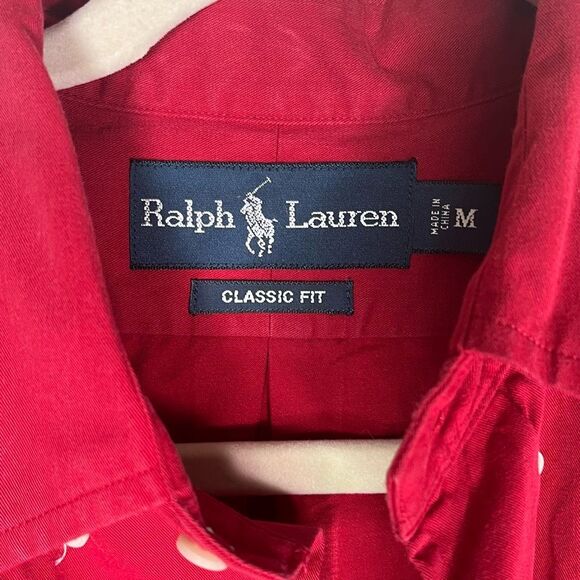 Ralph Lauren
MADE IN
CHINA
M
CLASSIC FIT